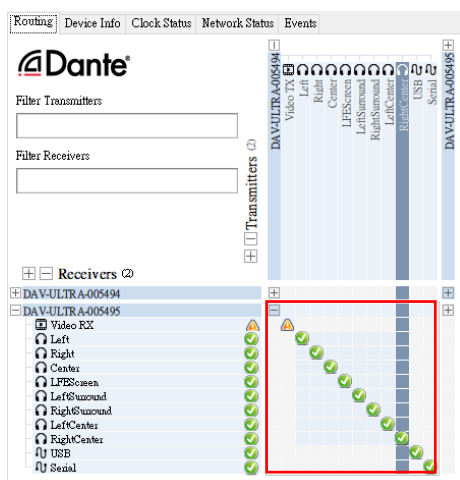 Routing Device Info Clock Status Network Status Events
Dante
Filter Transmitters
Filter Receivers
Transmitters (2)
DAV-ULTRA-005494
Video TX
Left
Right
Center
LFEScreen
LeftSurround
RightSurround
LeftCenter
RightCenter
USB
Serial
DAV-ULTRA-005495
Receivers (2)
DAV-ULTRA-005494
DAV-ULTRA-005495
Video RX
Left
Right
Center
LFEScreen
LeftSurround
RightSurround
LeftCenter
RightCenter
USB
Serial